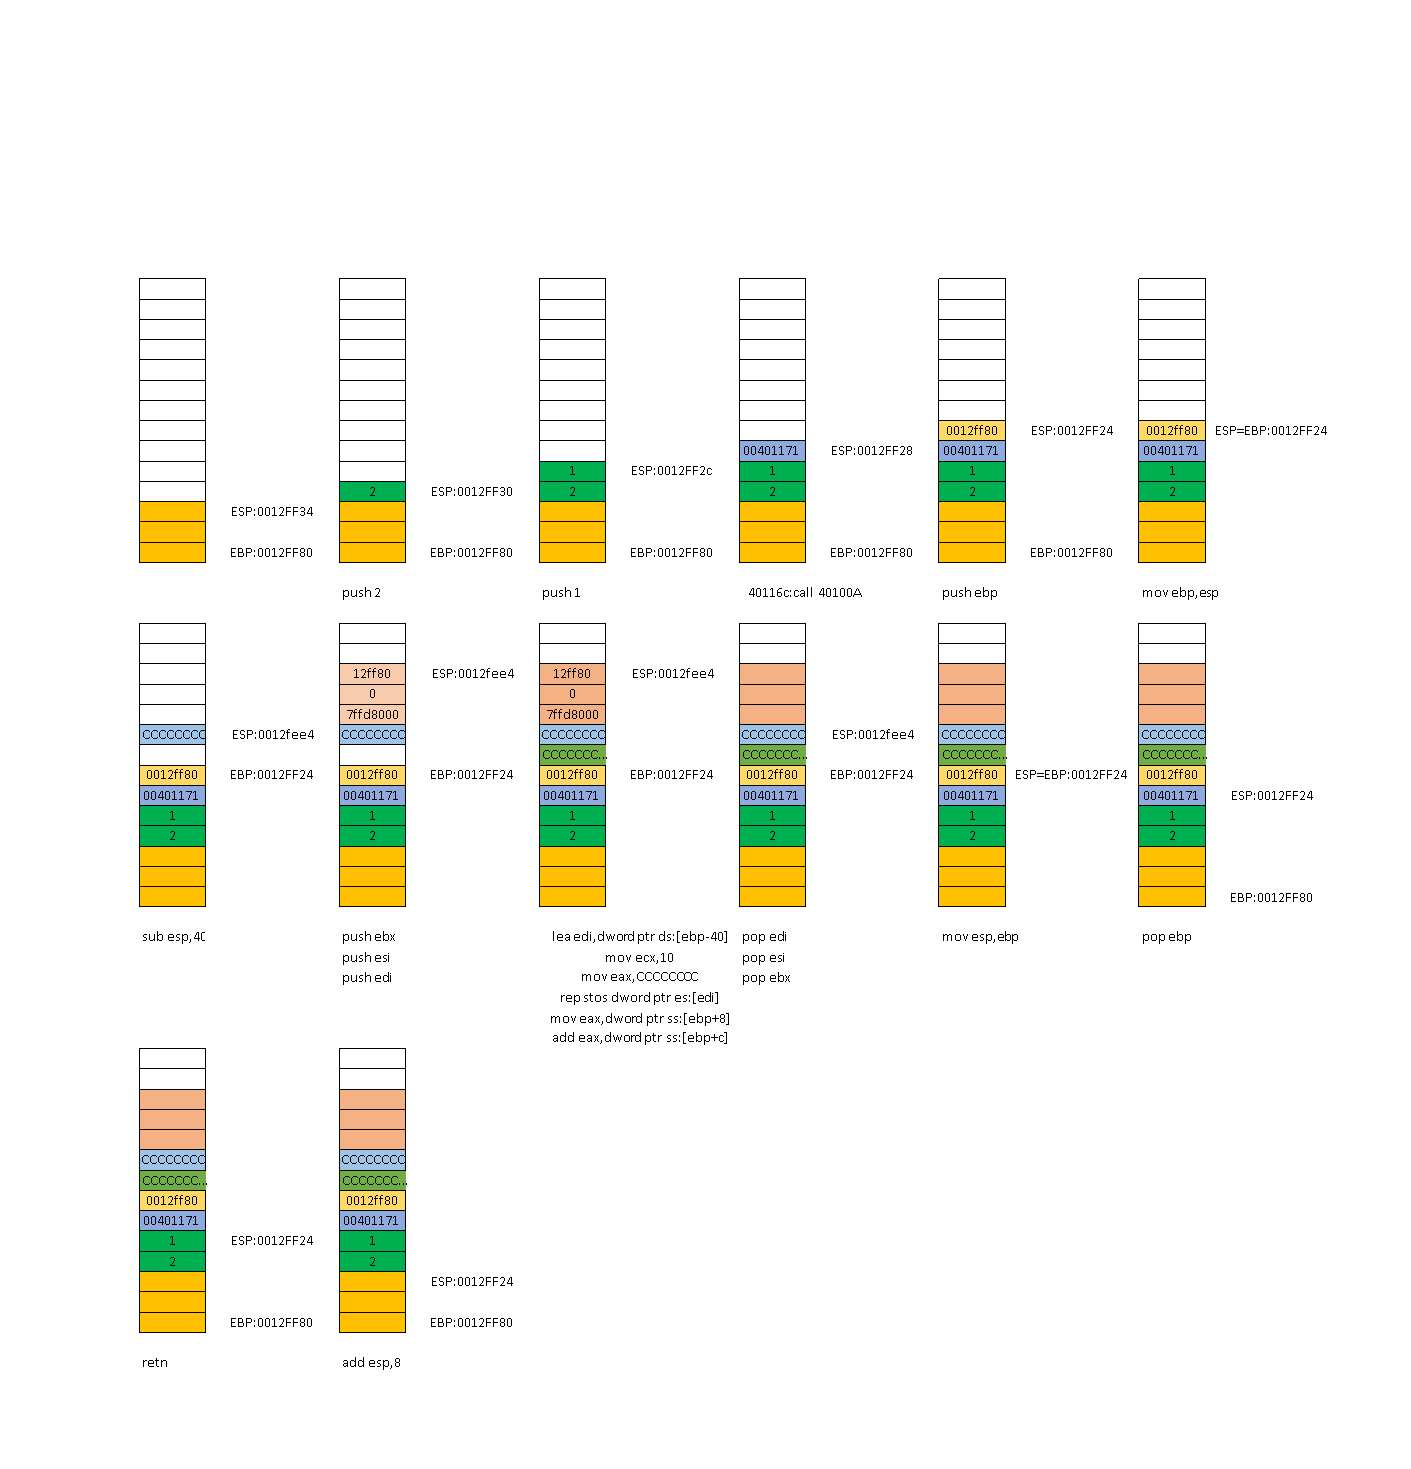 0012ff80
0012ff80
ESP:0012FF24
ESP=EBP:0012FF24
00401171
00401171
00401171
ESP:0012FF28
1
1
1
1
ESP:0012FF2c
2
2
2
2
2
ESP:0012FF30
ESP:0012FF34
EBP:0012FF80
EBP:0012FF80
EBP:0012FF80
EBP:0012FF80
EBP:0012FF80
push 2
push 1
40116c:call 40100A
push ebp
mov ebp,esp
12ff80
ESP:0012fee4
12ff80
ESP:0012fee4
0
0
7ffd8000
7ffd8000
CCCCCCCC
ESP:0012fee4
CCCCCCCC
CCCCCCCC
CCCCCCCC
ESP:0012fee4
CCCCCCCC
CCCCCCCC
CCCCCCC...
CCCCCCC...
CCCCCCC...
CCCCCCC...
0012ff80
EBP:0012FF24
0012ff80
EBP:0012FF24
0012ff80
EBP:0012FF24
0012ff80
EBP:0012FF24
0012ff80
ESP=EBP:0012FF24
0012ff80
00401171
00401171
00401171
00401171
00401171
00401171
ESP:0012FF24
1
1
1
1
1
1
2
2
2
2
2
2
EBP:0012FF80
sub esp,40
push ebx
push esi
push edi
lea edi,dword ptr ds:[ebp-40]
mov ecx,10
mov eax,CCCCCCCC
rep stos dword ptr es:[edi]
mov eax,dword ptr ss:[ebp+8]
add eax,dword ptr ss:[ebp+c]
pop edi
pop esi
pop ebx
mov esp,ebp
pop ebp
CCCCCCCC
CCCCCCCC
CCCCCCC...
CCCCCCC...
0012ff80
0012ff80
00401171
00401171
1
ESP:0012FF24
1
2
2
ESP:0012FF24
EBP:0012FF80
EBP:0012FF80
retn
add esp,8